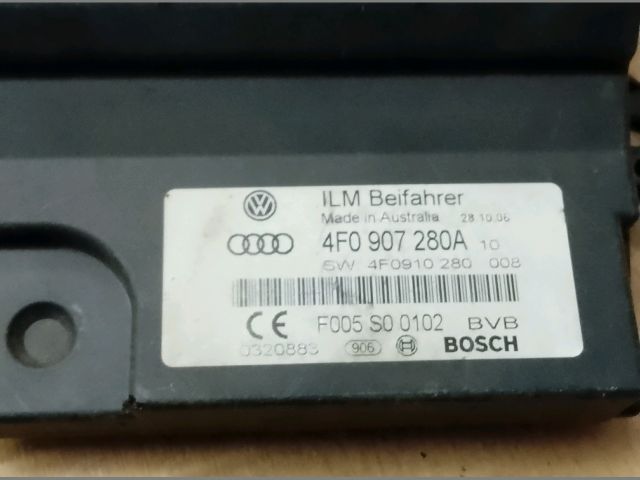 ILM Beifahrer
Made in Australia 28.10.06
4F0 907 280A 10
SW: 4F0910 280 008
CE F005 S0 0102 BVB
0320883 906 BOSCH